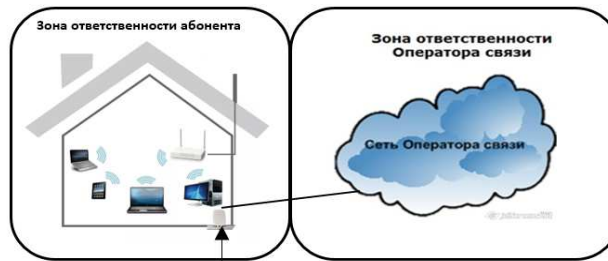 Зона ответственности абонента
Зона ответственности
Оператора связи
Сеть Оператора связи